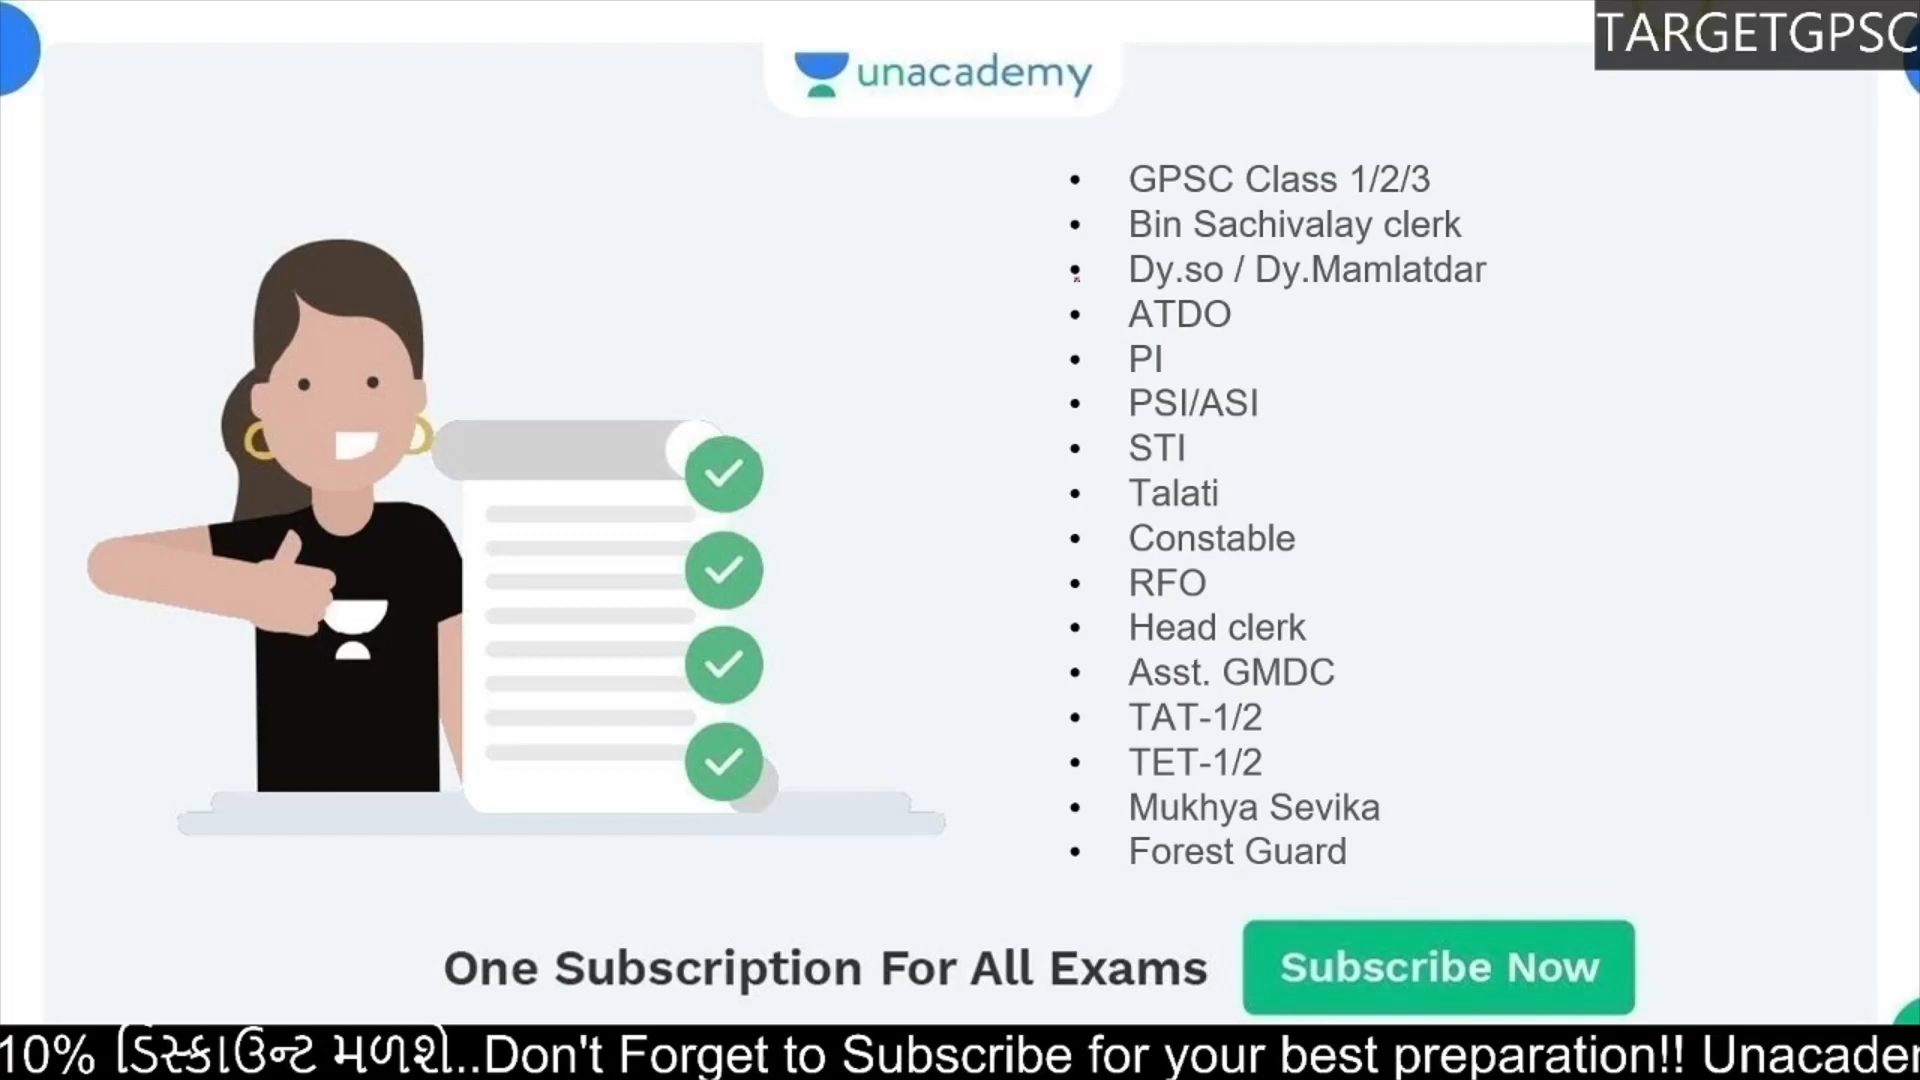 TARGETGPSC
unacademy
• GPSC Class 1/2/3
• Bin Sachivalay clerk
• Dy.so / Dy.Mamlatdar
• ATDO
• PI
• PSI/ASI
• STI
• Talati
• Constable
• RFO
• Head clerk
• Asst. GMDC
• TAT-1/2
• TET-1/2
• Mukhya Sevika
• Forest Guard
One Subscription For All Exams
Subscribe Now
10% ડિસ્કાઉન્ટ મળશે..Don't Forget to Subscribe for your best preparation!! Unacade